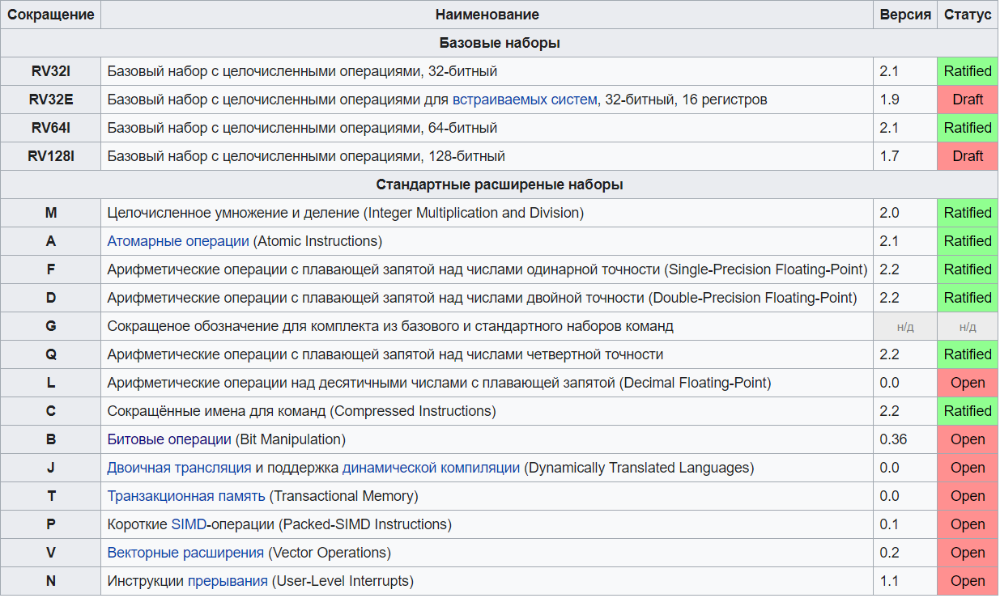 Сокращение Наименование Версия Статус
Базовые наборы
RV32I Базовый набор с целочисленными операциями, 32-битный 2.1 Ratified
RV32E Базовый набор с целочисленными операциями для встраиваемых систем, 32-битный, 16 регистров 1.9 Draft
RV64I Базовый набор с целочисленными операциями, 64-битный 2.1 Ratified
RV128I Базовый набор с целочисленными операциями, 128-битный 1.7 Draft
Стандартные расширеные наборы
M Целочисленное умножение и деление (Integer Multiplication and Division) 2.0 Ratified
A Атомарные операции (Atomic Instructions) 2.1 Ratified
F Арифметические операции с плавающей запятой над числами одинарной точности (Single-Precision Floating-Point) 2.2 Ratified
D Арифметические операции с плавающей запятой над числами двойной точности (Double-Precision Floating-Point) 2.2 Ratified
G Сокращеное обозначение для комплекта из базового и стандартного наборов команд н/д н/д
Q Арифметические операции с плавающей запятой над числами четвертной точности 2.2 Ratified
L Арифметические операции над десятичными числами с плавающей запятой (Decimal Floating-Point) 0.0 Open
C Сокращённые имена для команд (Compressed Instructions) 2.2 Ratified
B Битовые операции (Bit Manipulation) 0.36 Open
J Двоичная трансляция и поддержка динамической компиляции (Dynamically Translated Languages) 0.0 Open
T Транзакционная память (Transactional Memory) 0.0 Open
P Короткие SIMD-операции (Packed-SIMD Instructions) 0.1 Open
V Векторные расширения (Vector Operations) 0.2 Open
N Инструкции прерывания (User-Level Interrupts) 1.1 Open